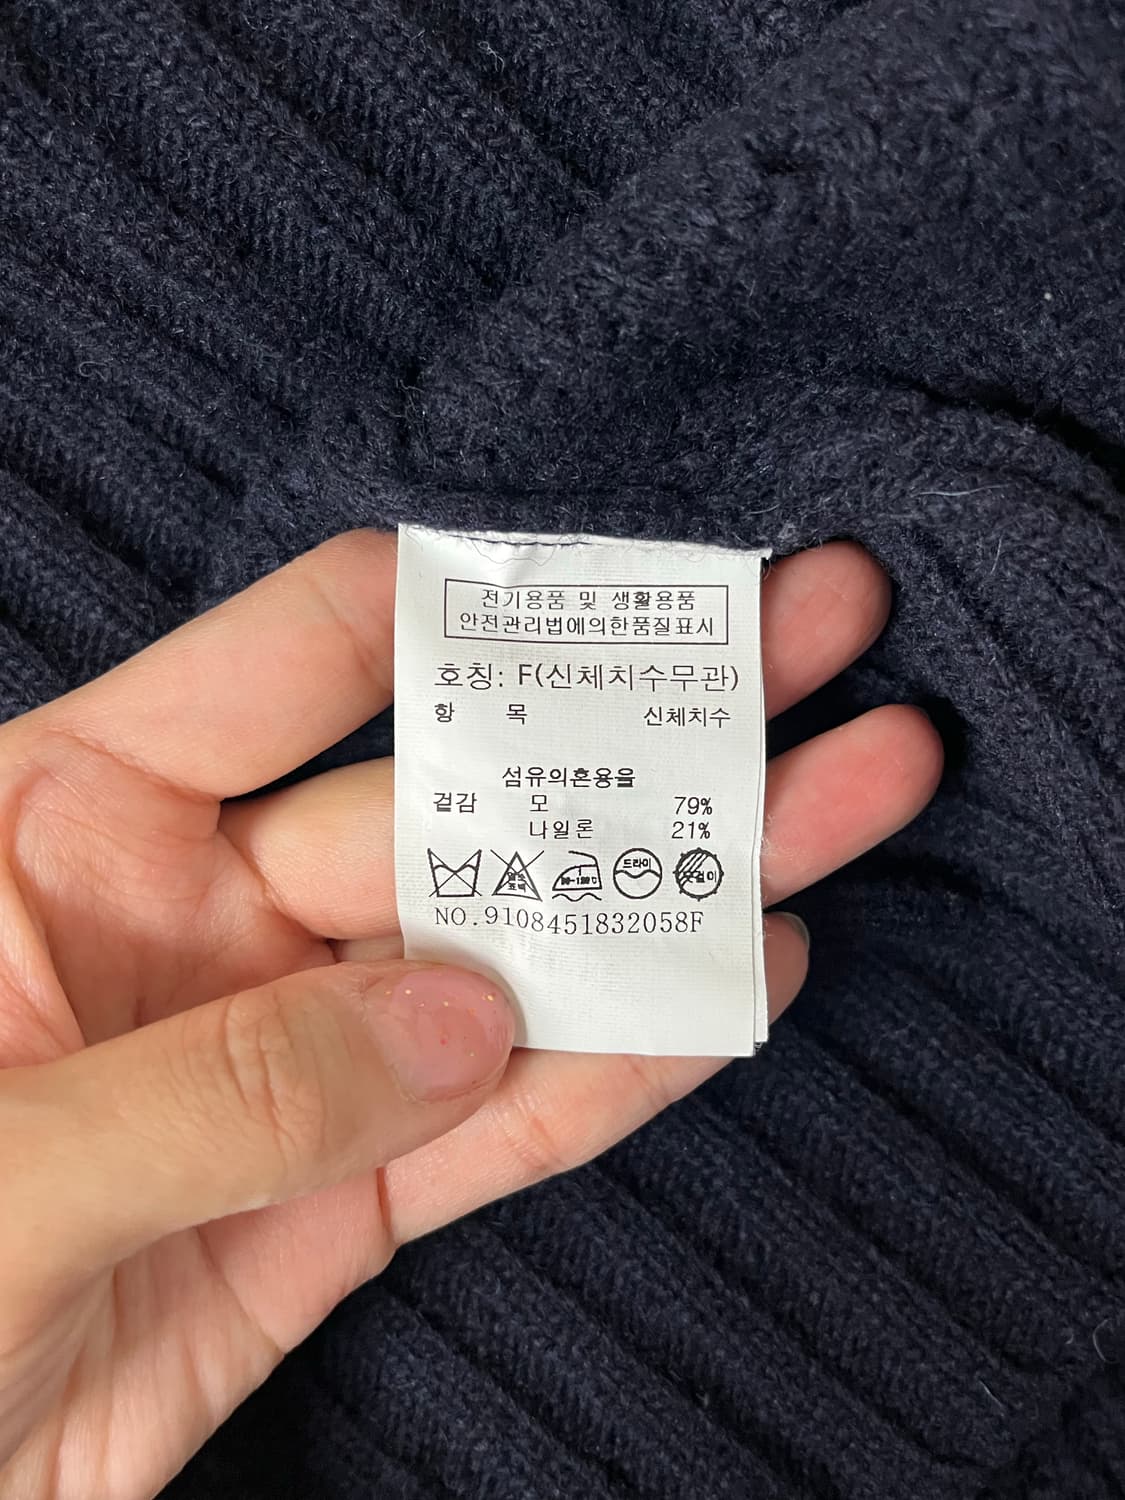 전기용품 및 생활용품
안전관리법에의한품질표시
호칭: F(신체치수무관)
항 목 신체치수
섬유의혼용율
겉감 모 79%
나일론 21%
드라이
NO.9108451832058F